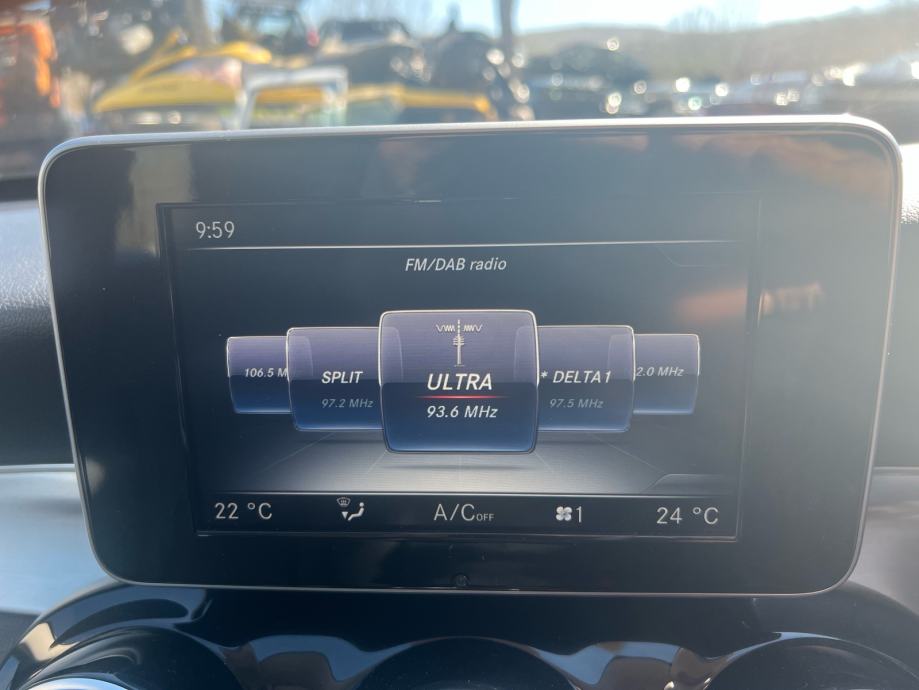 9:59
FM/DAB radio
106.5 M
SPLIT
97.2 MHz
ULTRA
93.6 MHz
* DELTA1
97.5 MHz
2.0 MHz
22 °C
A/C OFF
1
24 °C